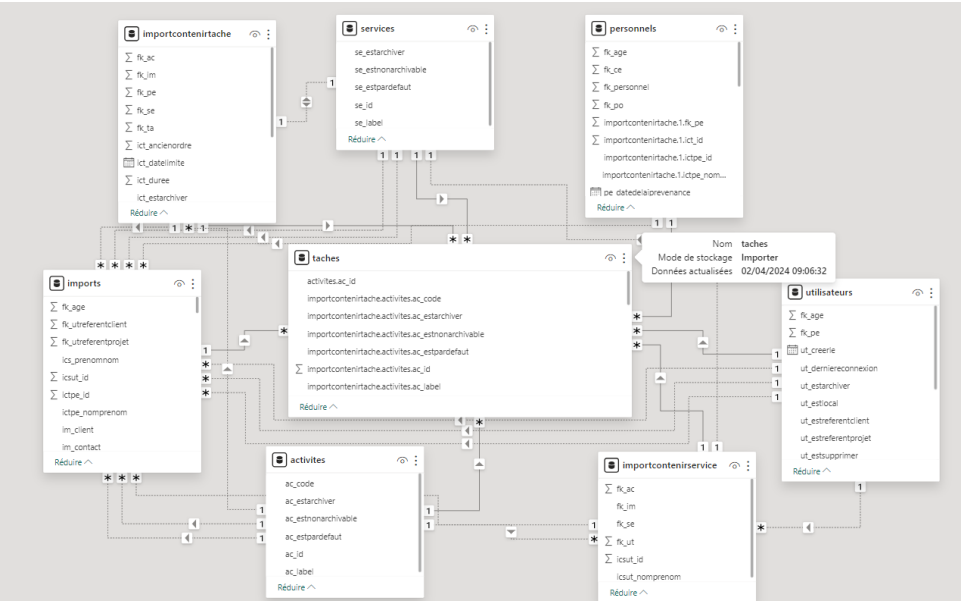 importcontenirtache
fk_ac
fk_im
fk_pe
fk_se
fk_ta
ict_ancienordre
ict_datelimite
ict_duree
ict_estarchiver
Réduire
services
se_estarchiver
se_estnonarchivable
se_estpardefaut
se_id
se_label
Réduire
personnels
fk_age
fk_ce
fk_personnel
fk_po
importcontenirtache.1.fk_pe
importcontenirtache.1.ict_id
importcontenirtache.1.ictpe_id
importcontenirtache.1.ictpe_nom...
pe_datedelaiprevenance
Réduire
Nom taches
Mode de stockage Importer
Données actualisées 02/04/2024 09:06:32
imports
fk_age
fk_utreferentclient
fk_utreferentprojet
ics_prenomnom
icsut_id
ictpe_id
ictpe_nomprenom
im_client
im_contact
Réduire
taches
activites.ac_id
importcontenirtache.activites.ac_code
importcontenirtache.activites.ac_estarchiver
importcontenirtache.activites.ac_estnonarchivable
importcontenirtache.activites.ac_estpardefaut
importcontenirtache.activites.ac_id
importcontenirtache.activites.ac_label
Réduire
utilisateurs
fk_age
fk_pe
ut_creerle
ut_dernierereconnexion
ut_estarchiver
ut_estlocal
ut_estreferentclient
ut_estreferentprojet
ut_estsupprimer
Réduire
activites
ac_code
ac_estarchiver
ac_estnonarchivable
ac_estpardefaut
ac_id
ac_label
Réduire
importcontenirservice
fk_ac
fk_im
fk_se
fk_ut
icsut_id
icsut_nomprenom
Réduire